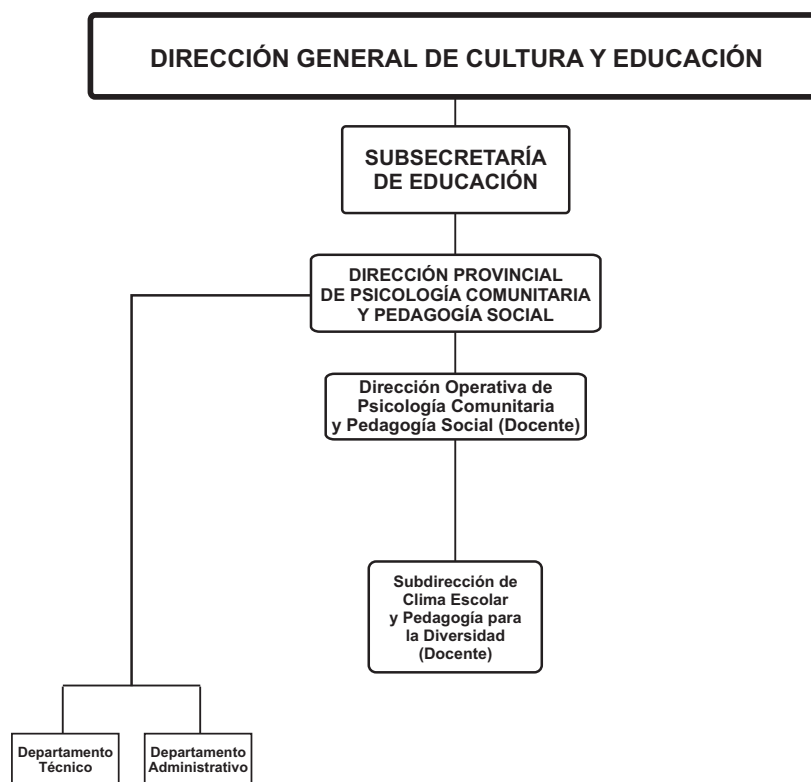 DIRECCIÓN GENERAL DE CULTURA Y EDUCACIÓN
SUBSECRETARÍA
DE EDUCACIÓN
DIRECCIÓN PROVINCIAL
DE PSICOLOGÍA COMUNITARIA
Y PEDAGOGÍA SOCIAL
Dirección Operativa de
Psicología Comunitaria
y Pedagogía Social (Docente)
Subdirección de
Clima Escolar
y Pedagogía para
la Diversidad
(Docente)
Departamento
Técnico
Departamento
Administrativo